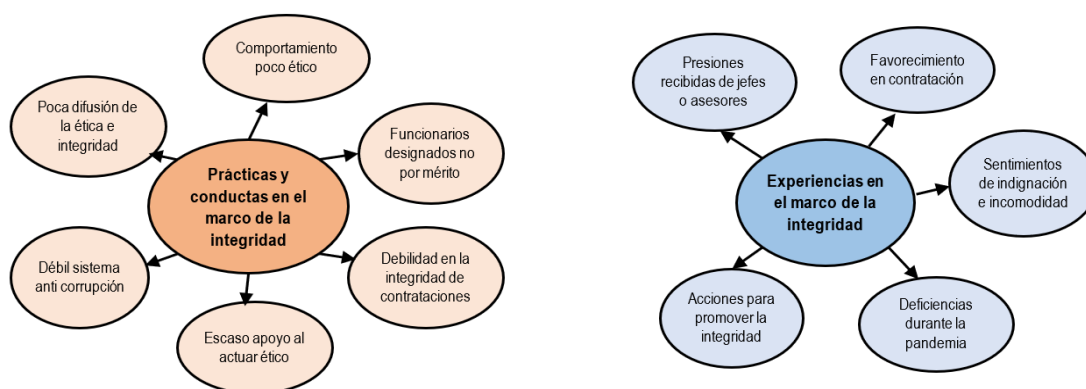 Comportamiento
poco ético
Poca difusión de
la ética e
integridad
Funcionarios
designados no
por mérito
Prácticas y
conductas en el
marco de la
integridad
Débil sistema
anti corrupción
Debilidad en la
integridad de
contrataciones
Escaso apoyo al
actuar ético
Presiones
recibidas de jefes
o asesores
Favorecimiento
en contratación
Experiencias en
el marco de la
integridad
Sentimientos
de indignación
e incomodidad
Acciones para
promover la
integridad
Deficiencias
durante la
pandemia